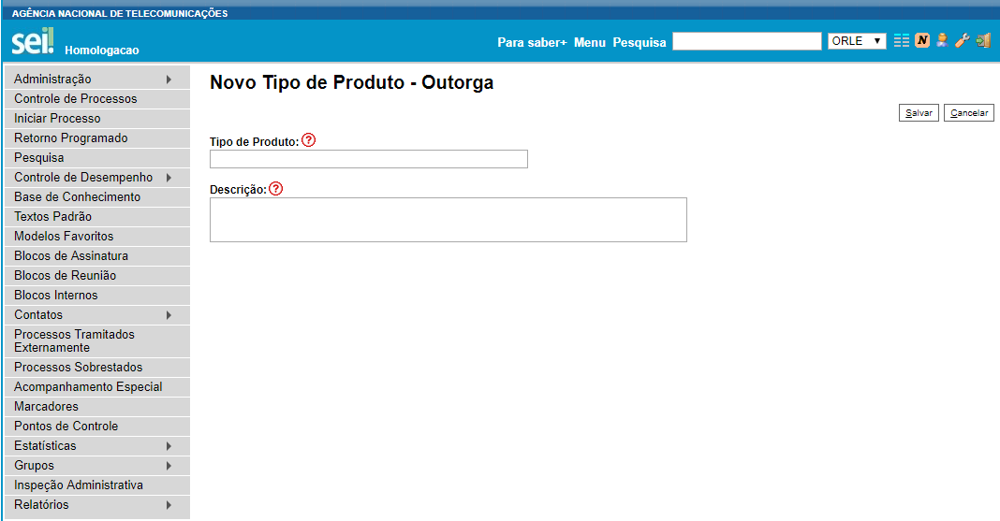 AGÊNCIA NACIONAL DE TELECOMUNICAÇÕES
sei! Homologacao
Para saber+ Menu Pesquisa ORLE
Administração
Controle de Processos
Iniciar Processo
Retorno Programado
Pesquisa
Controle de Desempenho
Base de Conhecimento
Textos Padrão
Modelos Favoritos
Blocos de Assinatura
Blocos de Reunião
Blocos Internos
Contatos
Processos Tramitados
Externamente
Processos Sobrestados
Acompanhamento Especial
Marcadores
Pontos de Controle
Estatísticas
Grupos
Inspeção Administrativa
Relatórios
Novo Tipo de Produto - Outorga
Salvar Cancelar
Tipo de Produto: ?
Descrição: ?